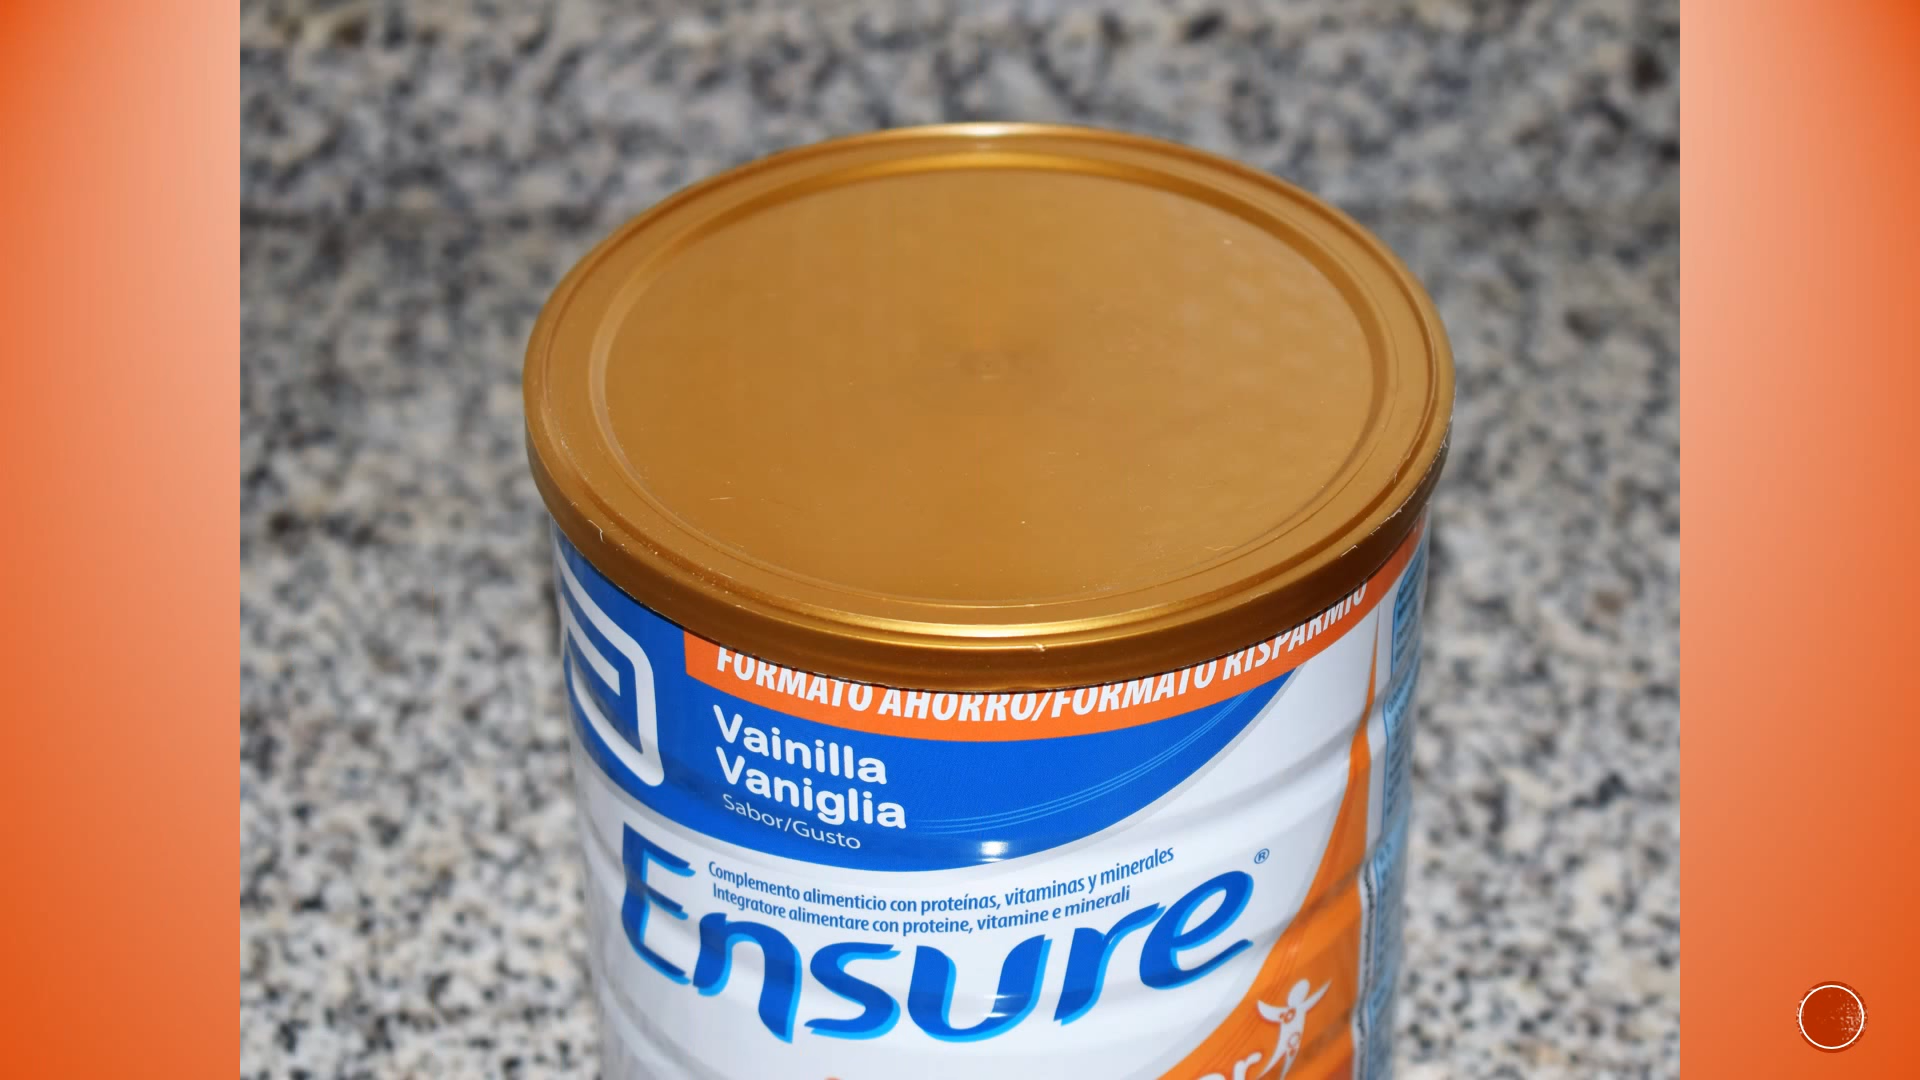 FORMATO AHORRO/FORMATO RISPARMIO
Vainilla
Vaniglia
Sabor/Gusto
Complemento alimenticio con proteínas, vitaminas y minerales
Integratore alimentare con proteine, vitamine e minerali
Ensure®